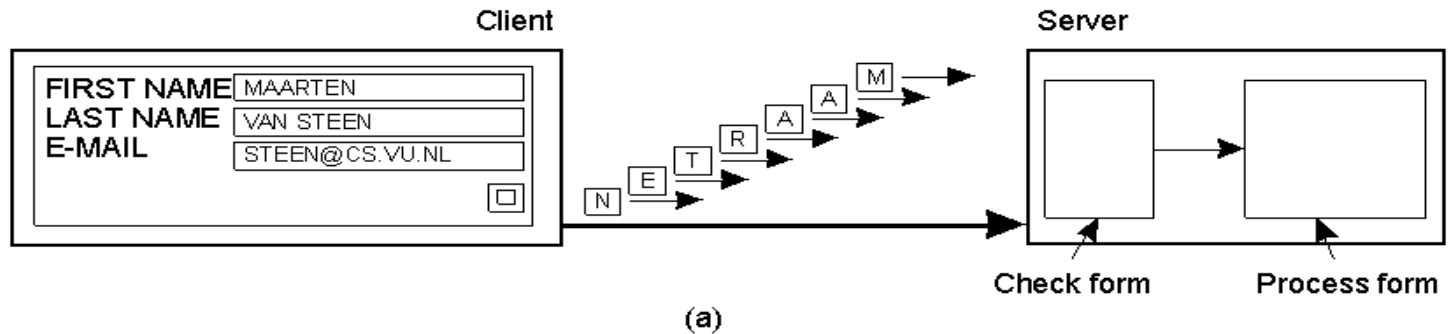 Client
Server
FIRST NAME MAARTEN
LAST NAME VAN STEEN
E-MAIL STEEN@CS.VU.NL
M
A
A
R
T
E
N
Check form
Process form
(a)